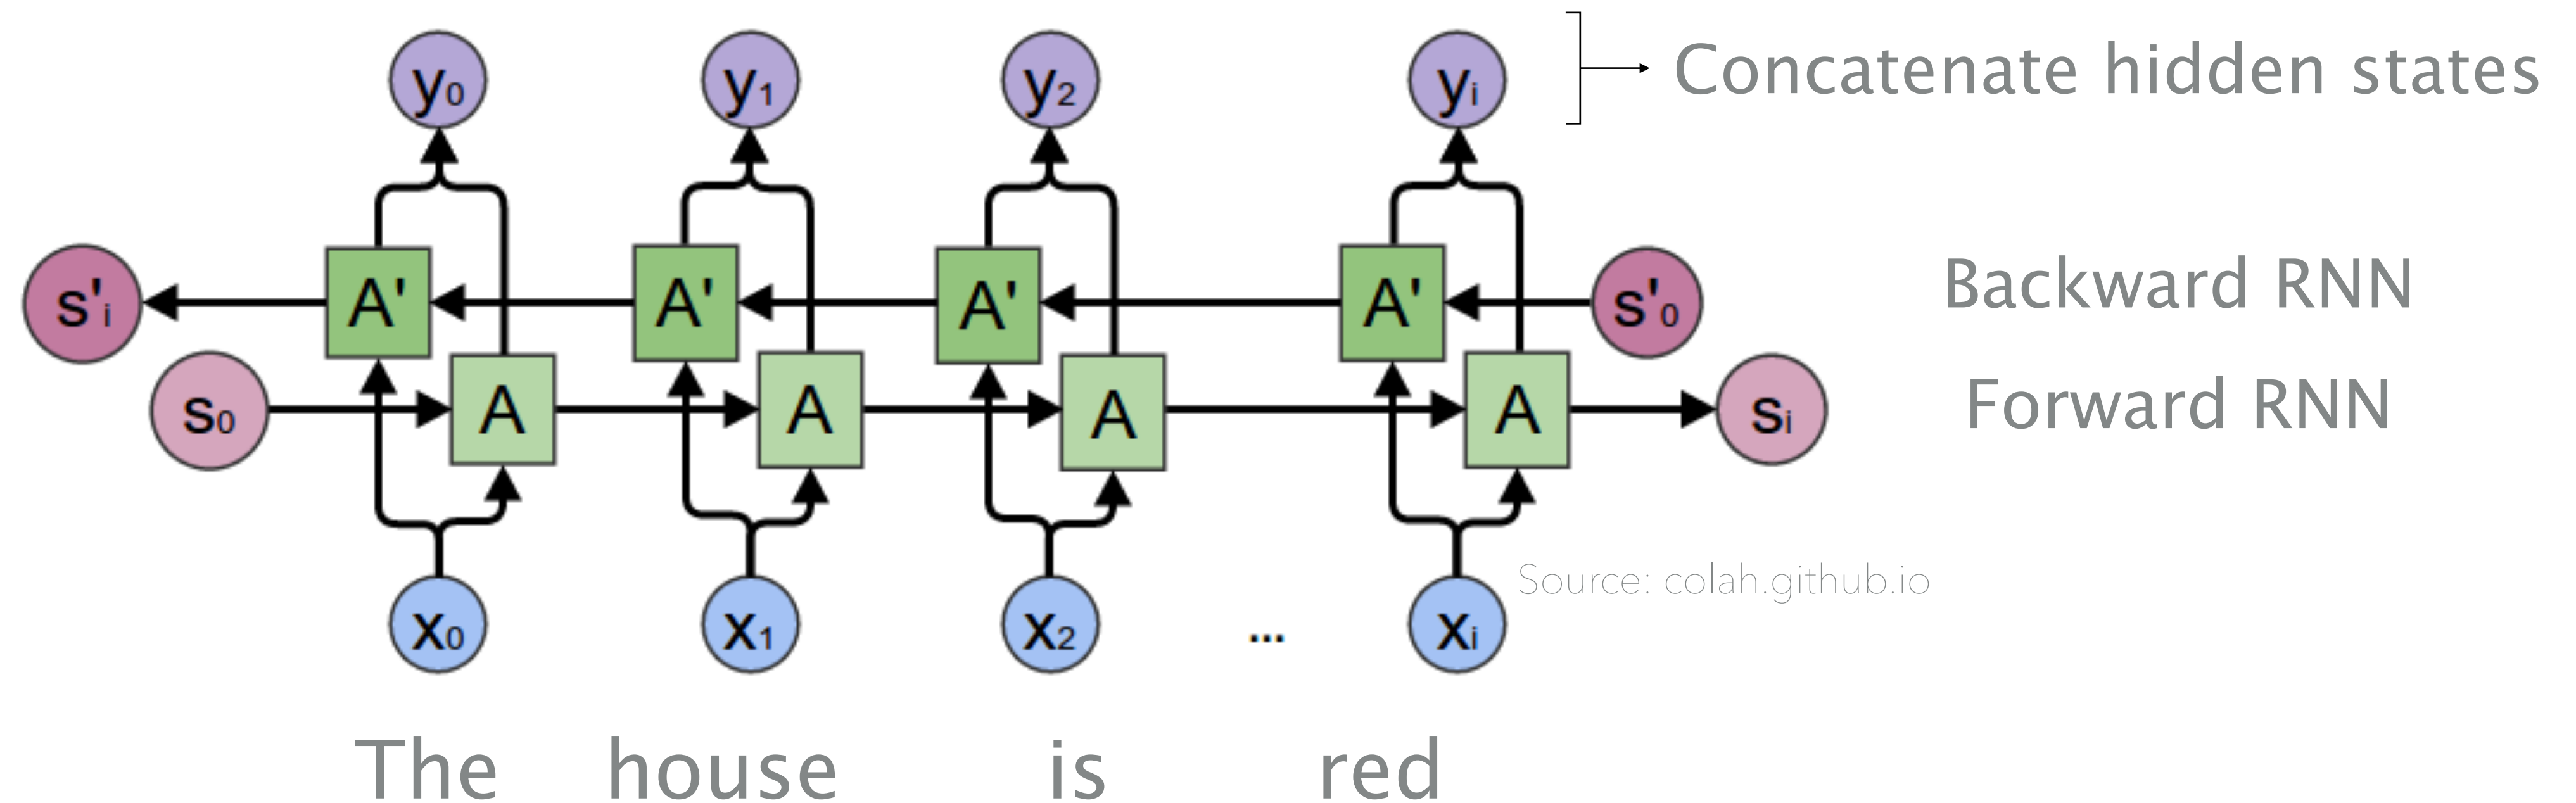 y0 y1 y2 yi Concatenate hidden states
s'i A' A' A' A' s'0 Backward RNN
s0 A A A A si Forward RNN
Source: colah.github.io
x0 x1 x2 ... xi
The house is red